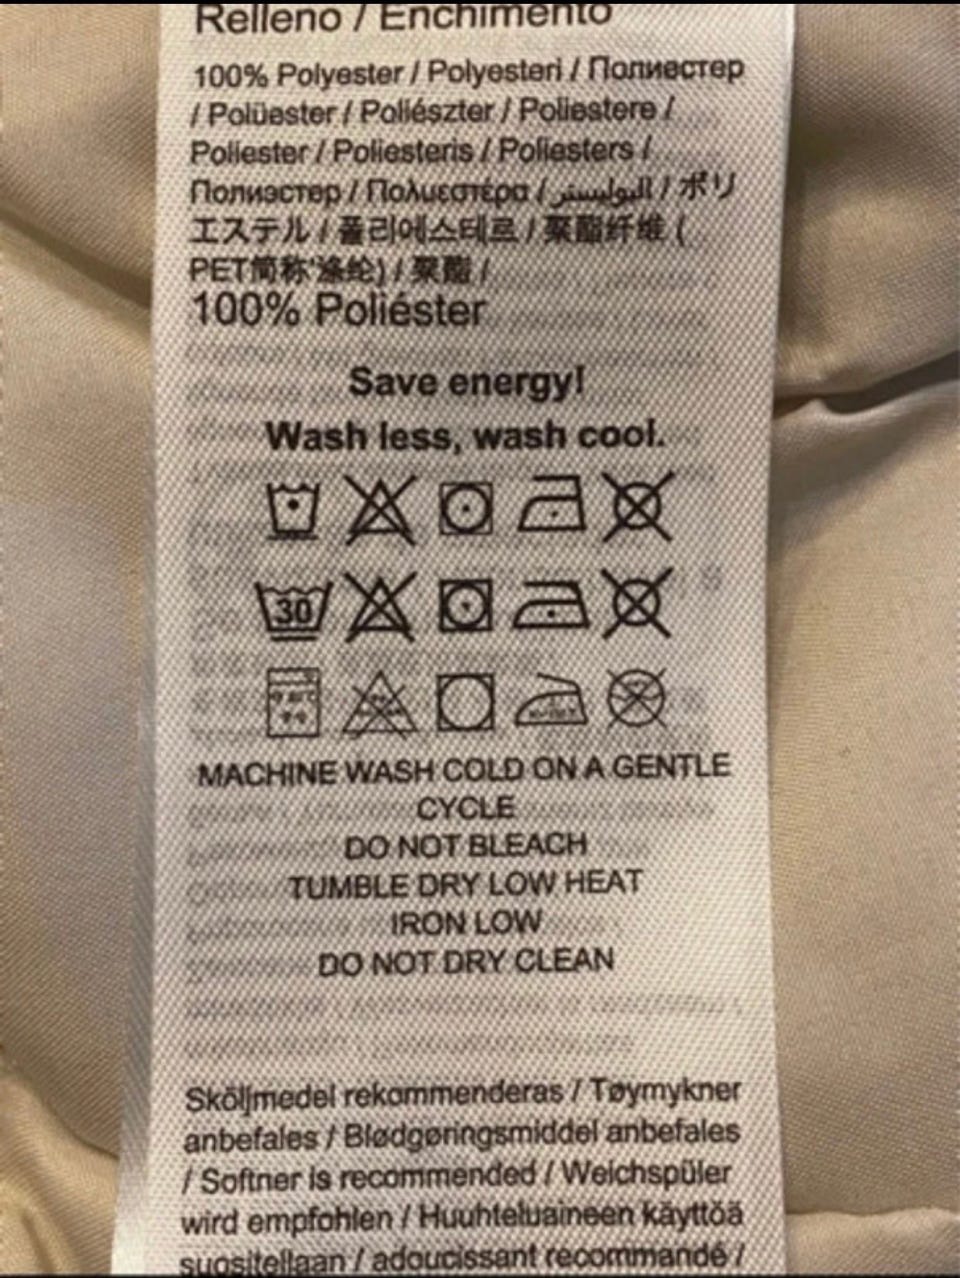 Relleno / Enchimento
100% Polyester / Polyesteri / Полиестер
/ Polüester / Poliészter / Poliestere /
Poliester / Poliesteris / Poliesters /
Полиэстер / Πολυεστέρα / البوليستر / ポリ
エステル / 폴리에스테르 / 聚酯纤维 (
PET简称'涤纶) / 聚酯 /
100% Poliéster
Save energy!
Wash less, wash cool.
30
MACHINE WASH COLD ON A GENTLE
CYCLE
DO NOT BLEACH
TUMBLE DRY LOW HEAT
IRON LOW
DO NOT DRY CLEAN
Sköljmedel rekommenderas / Tøymykner
anbefales / Blødgøringsmiddel anbefales
/ Softner is recommended / Weichspüler
wird empfohlen / Huuhteluaineen käyttöä
suositellaan / adoucissant recommandé /